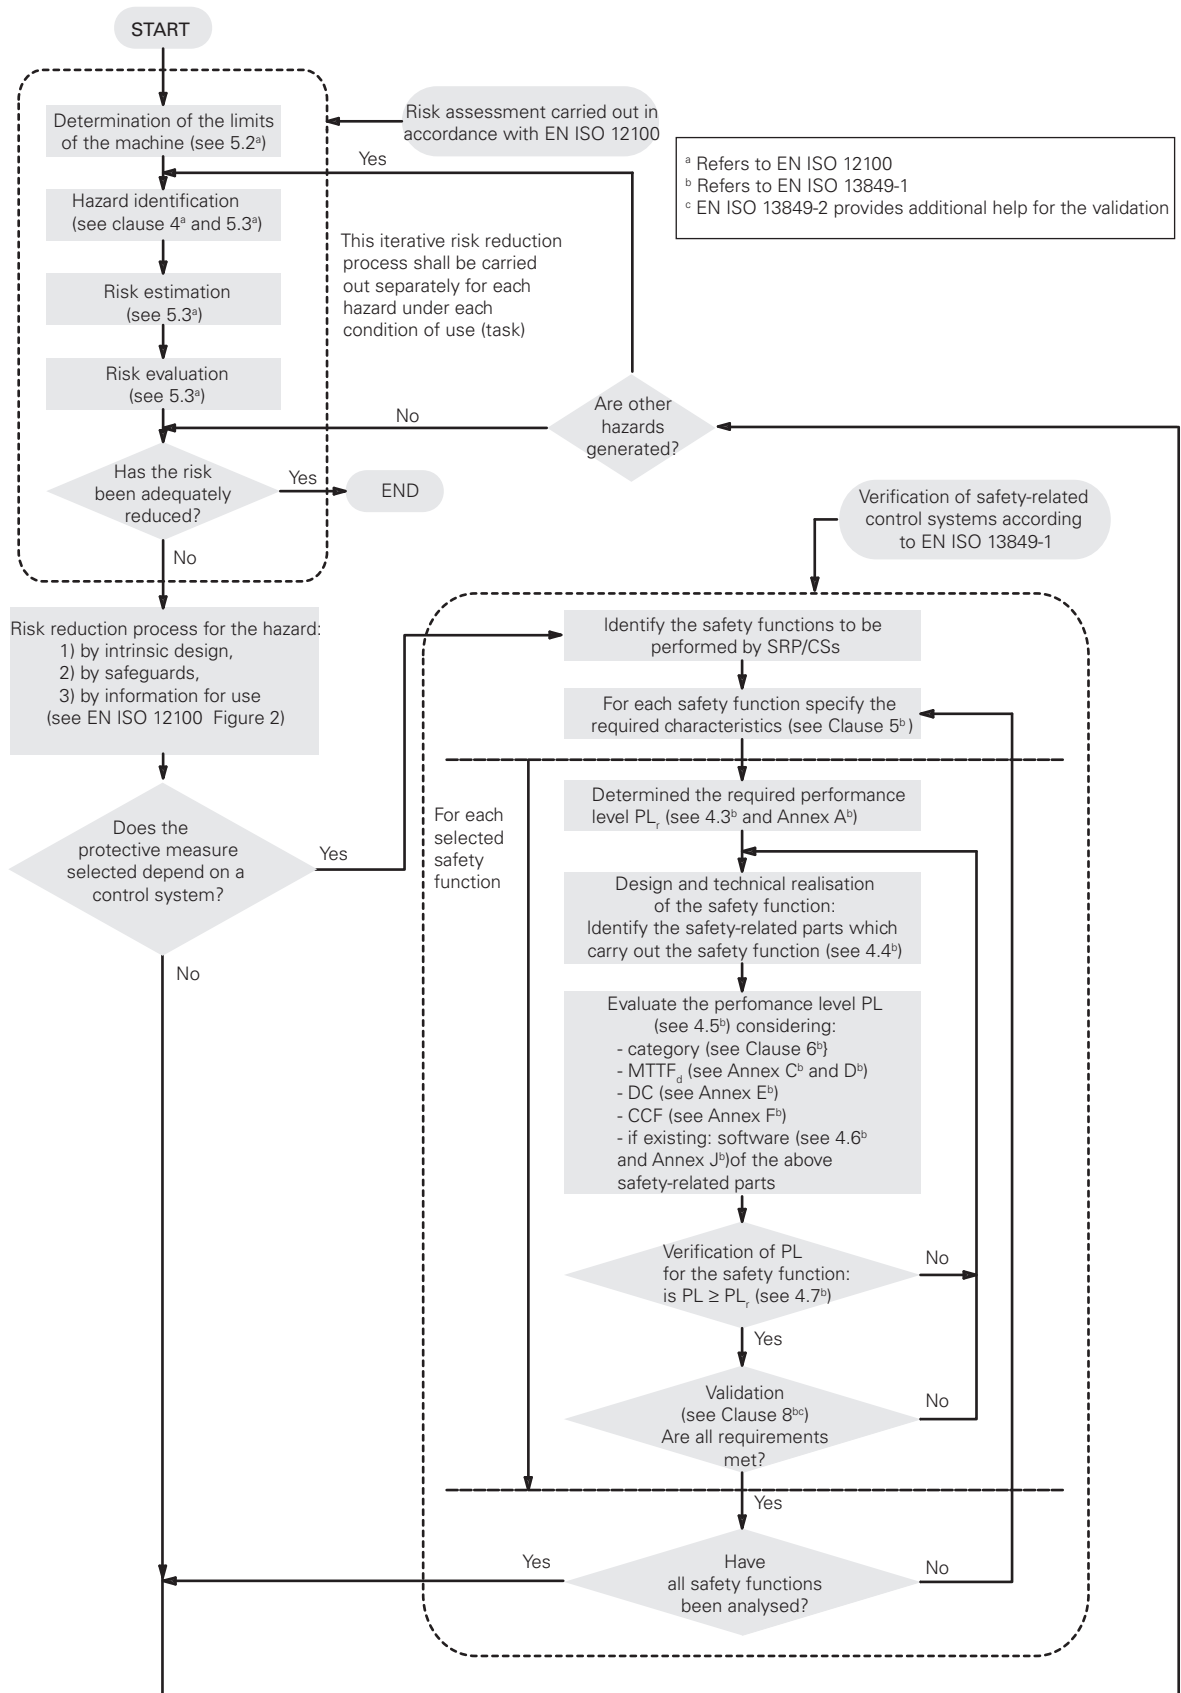 START
Determination of the limits
of the machine (see 5.2ᵃ)
Risk assessment carried out in
accordance with EN ISO 12100
ᵃ Refers to EN ISO 12100
ᵇ Refers to EN ISO 13849-1
ᶜ EN ISO 13849-2 provides additional help for the validation
Yes
Hazard identification
(see clause 4ᵃ and 5.3ᵃ)
This iterative risk reduction
process shall be carried
out separately for each
hazard under each
condition of use (task)
Risk estimation
(see 5.3ᵃ)
Risk evaluation
(see 5.3ᵃ)
No
Are other
hazards
generated?
Has the risk
been adequately
reduced?
Yes
END
No
Verification of safety-related
control systems according
to EN ISO 13849-1
Risk reduction process for the hazard:
1) by intrinsic design,
2) by safeguards,
3) by information for use
(see EN ISO 12100 Figure 2)
Identify the safety functions to be
performed by SRP/CSs
For each safety function specify the
required characteristics (see Clause 5ᵇ)
Does the
protective measure
selected depend on a
control system?
Yes
No
For each
selected
safety
function
Determined the required performance
level PLᵣ (see 4.3ᵇ and Annex Aᵇ)
Design and technical realisation
of the safety function:
Identify the safety-related parts which
carry out the safety function (see 4.4ᵇ)
Evaluate the perfomance level PL
(see 4.5ᵇ) considering:
- category (see Clause 6ᵇ}
- MTTF_d (see Annex Cᵇ and Dᵇ)
- DC (see Annex Eᵇ)
- CCF (see Annex Fᵇ)
- if existing: software (see 4.6ᵇ
and Annex Jᵇ)of the above
safety-related parts
Verification of PL
for the safety function:
is PL ≥ PLᵣ (see 4.7ᵇ)
No
Yes
Validation
(see Clause 8ᵇᶜ)
Are all requirements
met?
No
Yes
Have
all safety functions
been analysed?
Yes
No